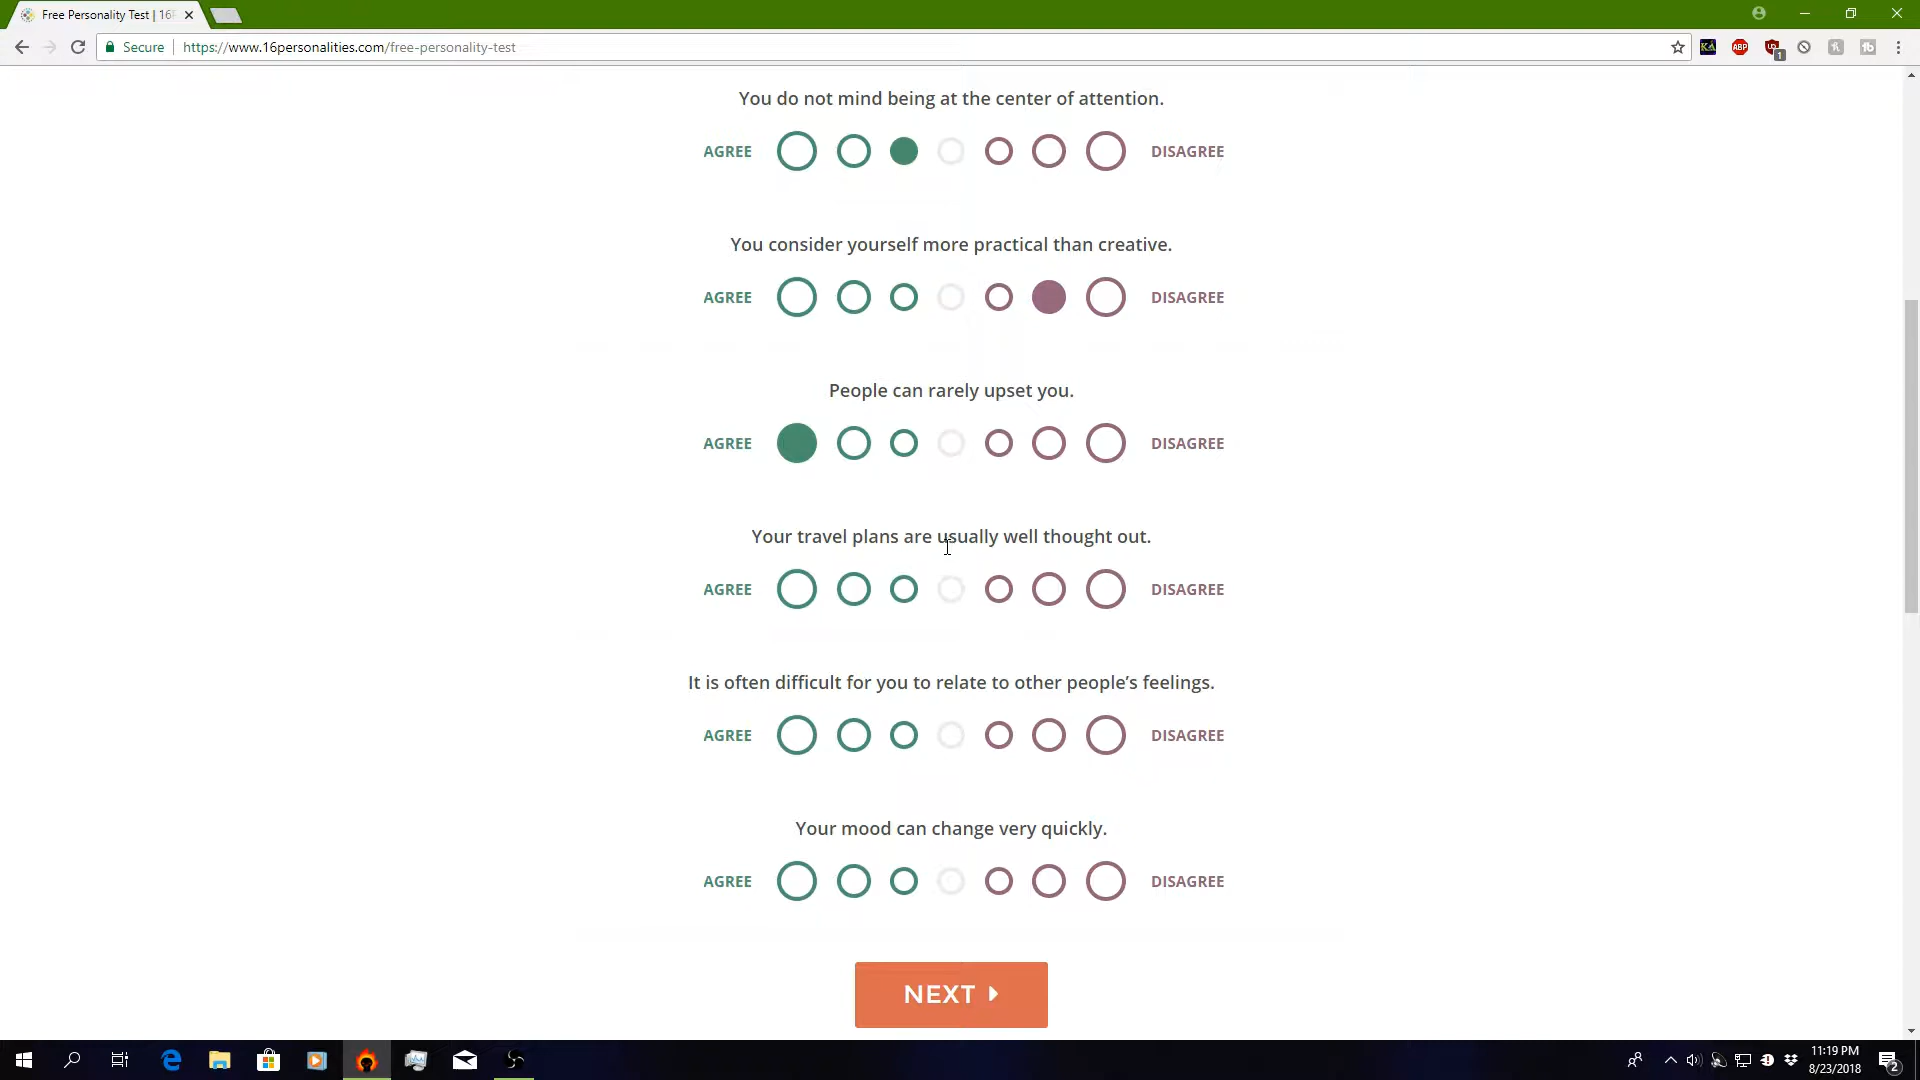 Free Personality Test | 16
Secure
https://www.16personalities.com/free-personality-test
ABP
1
You do not mind being at the center of attention.
AGREE DISAGREE
You consider yourself more practical than creative.
AGREE DISAGREE
People can rarely upset you.
AGREE DISAGREE
Your travel plans are usually well thought out.
AGREE DISAGREE
It is often difficult for you to relate to other people’s feelings.
AGREE DISAGREE
Your mood can change very quickly.
AGREE DISAGREE
NEXT
11:19 PM
8/23/2018
2